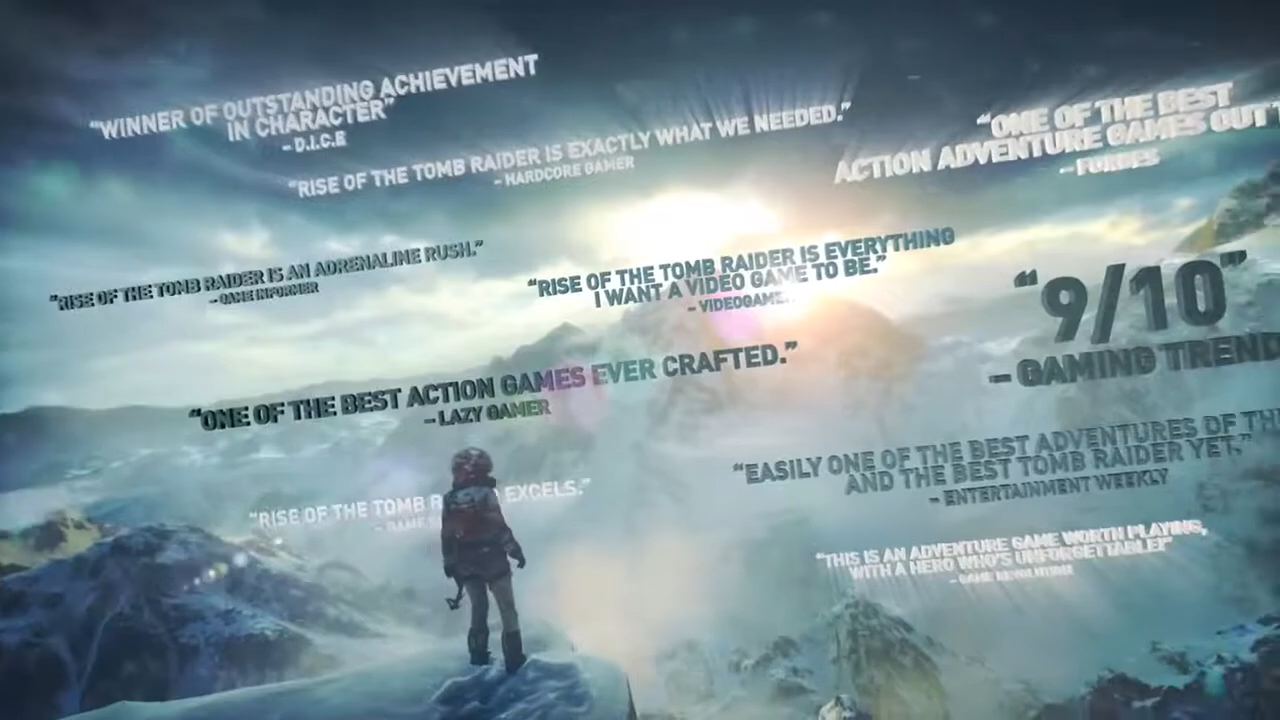 “WINNER OF OUTSTANDING ACHIEVEMENT
IN CHARACTER”
– D.I.C.E
“RISE OF THE TOMB RAIDER IS EXACTLY WHAT WE NEEDED.”
– HARDCORE GAMER
“ONE OF THE BEST
ACTION ADVENTURE GAMES OUT
– FORBES
“RISE OF THE TOMB RAIDER IS AN ADRENALINE RUSH.”
– GAME INFORMER
“RISE OF THE TOMB RAIDER IS EVERYTHING
I WANT A VIDEO GAME TO BE.”
– VIDEOGAME
“9/10”
– GAMING TREND
“ONE OF THE BEST ACTION GAMES EVER CRAFTED.”
– LAZY GAMER
“EASILY ONE OF THE BEST ADVENTURES OF
AND THE BEST TOMB RAIDER YET.”
– ENTERTAINMENT WEEKLY
“RISE OF THE TOMB EXCELS.”
– GAME
“THIS IS AN ADVENTURE GAME WORTH PLAYING,
WITH A HERO WHO’S UNFORGETTABLE!”
– GAME REVOLUTION